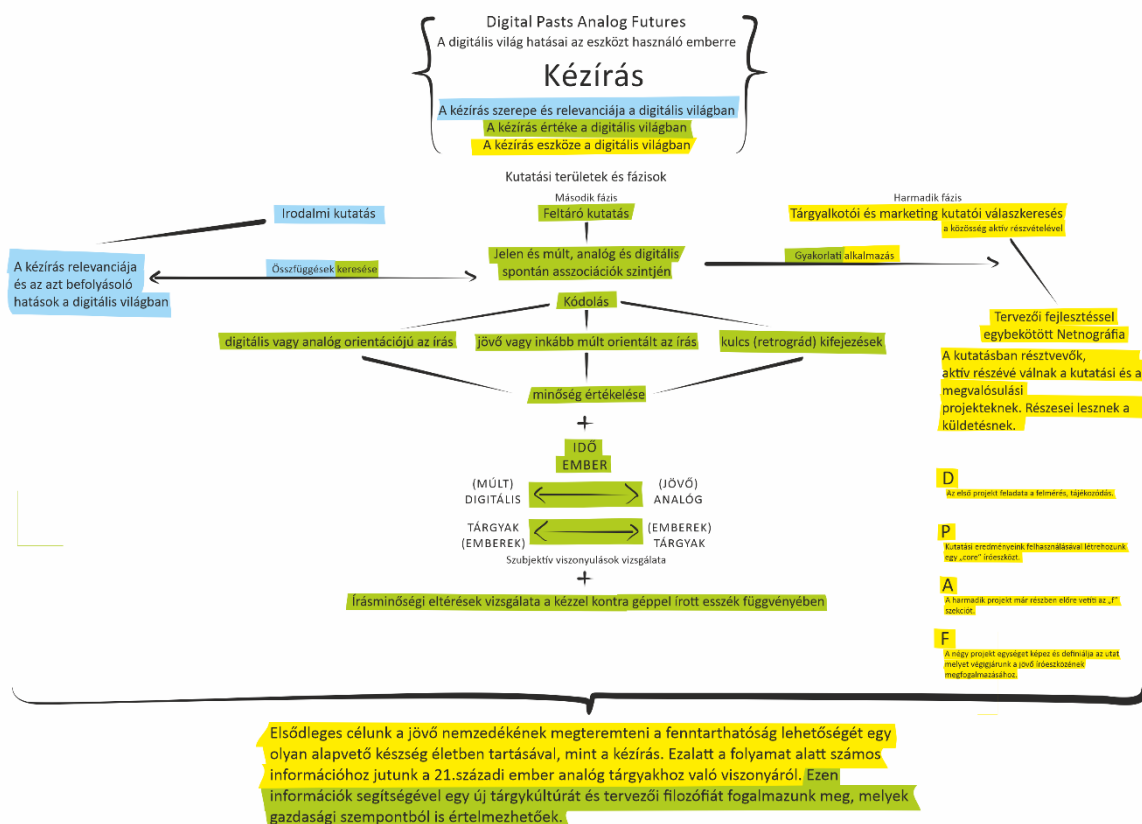 Digital Pasts Analog Futures
A digitális világ hatásai az eszközt használó emberre
Kézírás
A kézírás szerepe és relevanciája a digitális világban
A kézírás értéke a digitális világban
A kézírás eszköze a digitális világban
Kutatási területek és fázisok
Irodalmi kutatás
Második fázis
Feltáró kutatás
Harmadik fázis
Tárgyalkotói és marketing kutatói válaszkeresés
a közösség aktív részvételével
A kézírás relevanciája
és az azt befolyásoló
hatások a digitális világban
Összfüggések keresése
Jelen és múlt, analóg és digitális
spontán asszociációk szintjén
Gyakorlati alkalmazás
Kódolás
digitális vagy analóg orientációjú az írás
jövő vagy inkább múlt orientált az írás
kulcs (retrográd) kifejezések
Tervezői fejlesztéssel
egybekötött Netnográfia
A kutatásban résztvevők,
aktív részévé válnak a kutatási és a
megvalósulási
projekteknek. Részesei lesznek a
küldetésnek.
minőség értékelése
+
IDŐ
EMBER
(MÚLT)
DIGITÁLIS
(JÖVŐ)
ANALÓG
TÁRGYAK
(EMBEREK)
(EMBEREK)
TÁRGYAK
Szubjektív viszonyulások vizsgálata
+
Írásminőségi eltérések vizsgálata a kézzel kontra géppel írott esszék függvényében
D
Az első projekt feladata a felmérés, tájékozódás.
P
Kutatási eredményeink felhasználásával létrehozunk
egy „core" íróeszközt.
A
A harmadik projekt már részben előre vetíti az „f"
szekciót.
F
A négy projekt egységet képez és definiálja az utat
melyet végigjárunk a jövő íróeszközének
megfogalmazásához.
Elsődleges célunk a jövő nemzedékének megteremteni a fenntarthatóság lehetőségét egy
olyan alapvető készség életben tartásával, mint a kézírás. Ezalatt a folyamat alatt számos
információhoz jutunk a 21.századi ember analóg tárgyakhoz való viszonyáról. Ezen
információk segítségével egy új tárgykúltúrát és tervezői filozófiát fogalmazunk meg, melyek
gazdasági szempontból is értelmezhetőek.